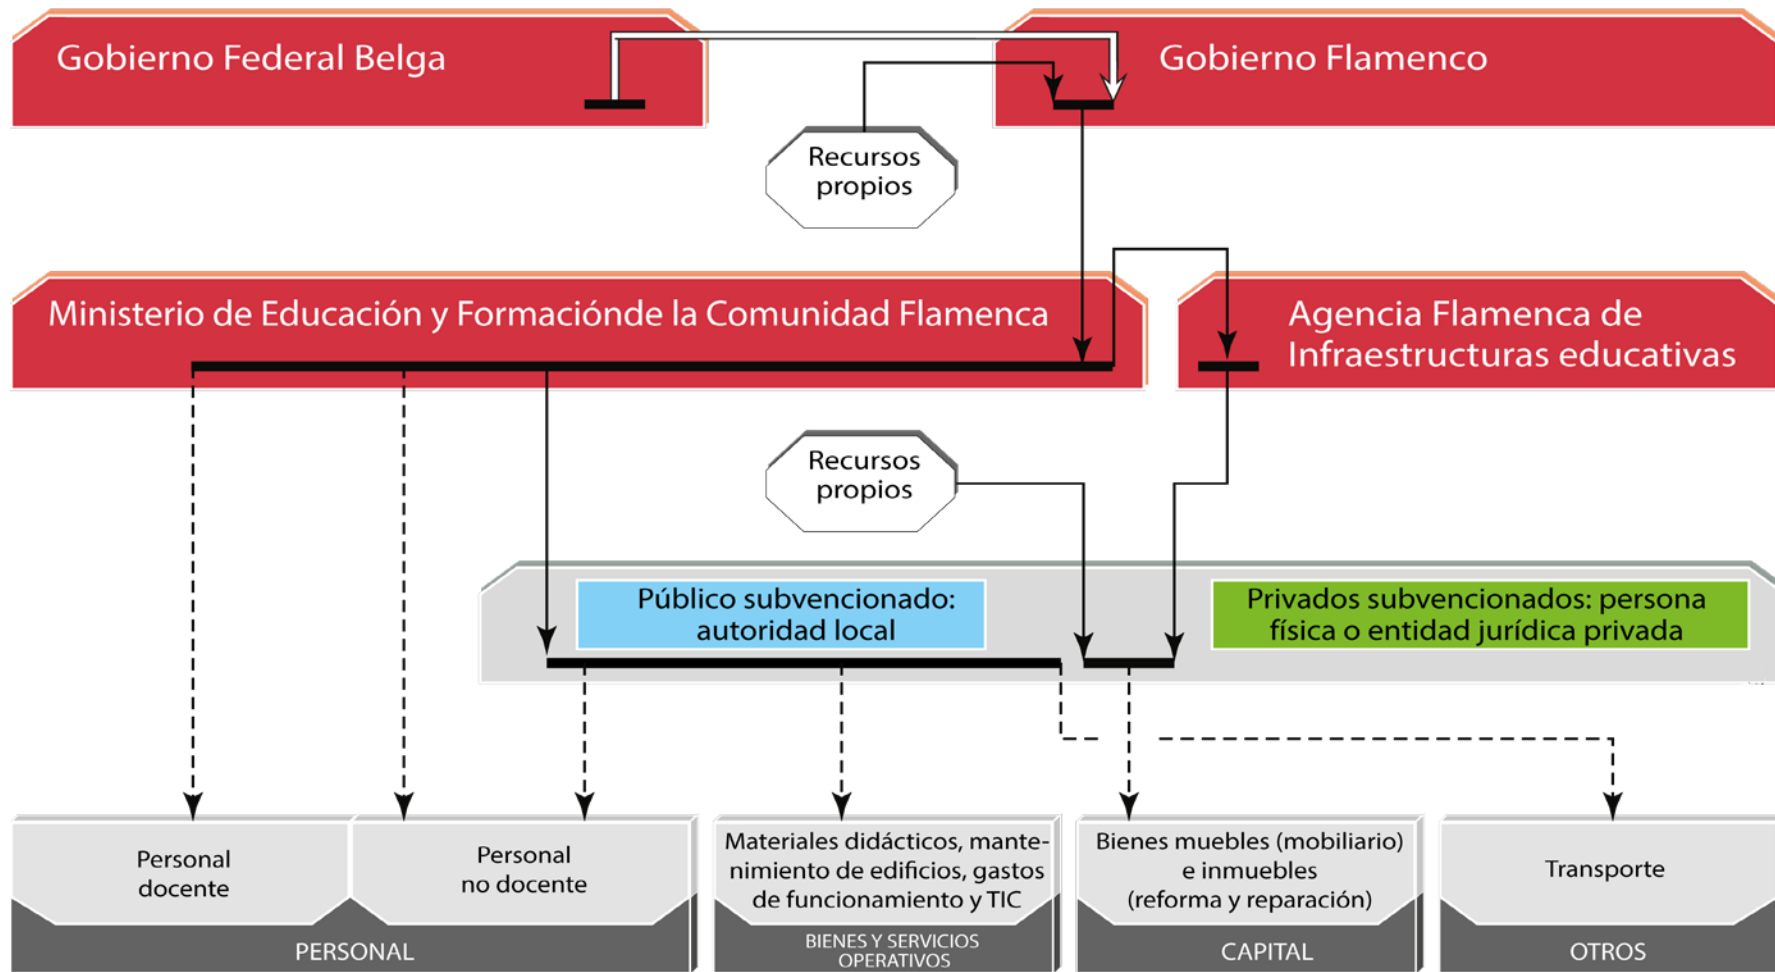 Gobierno Federal Belga
Gobierno Flamenco
Recursos
propios
Ministerio de Educación y Formaciónde la Comunidad Flamenca
Agencia Flamenca de
Infraestructuras educativas
Recursos
propios
Público subvencionado:
autoridad local
Privados subvencionados: persona
física o entidad jurídica privada
Personal
docente
Personal
no docente
Materiales didácticos, mante-
nimiento de edificios, gastos
de funcionamiento y TIC
Bienes muebles (mobiliario)
e inmuebles
(reforma y reparación)
Transporte
PERSONAL
BIENES Y SERVICIOS
OPERATIVOS
CAPITAL
OTROS